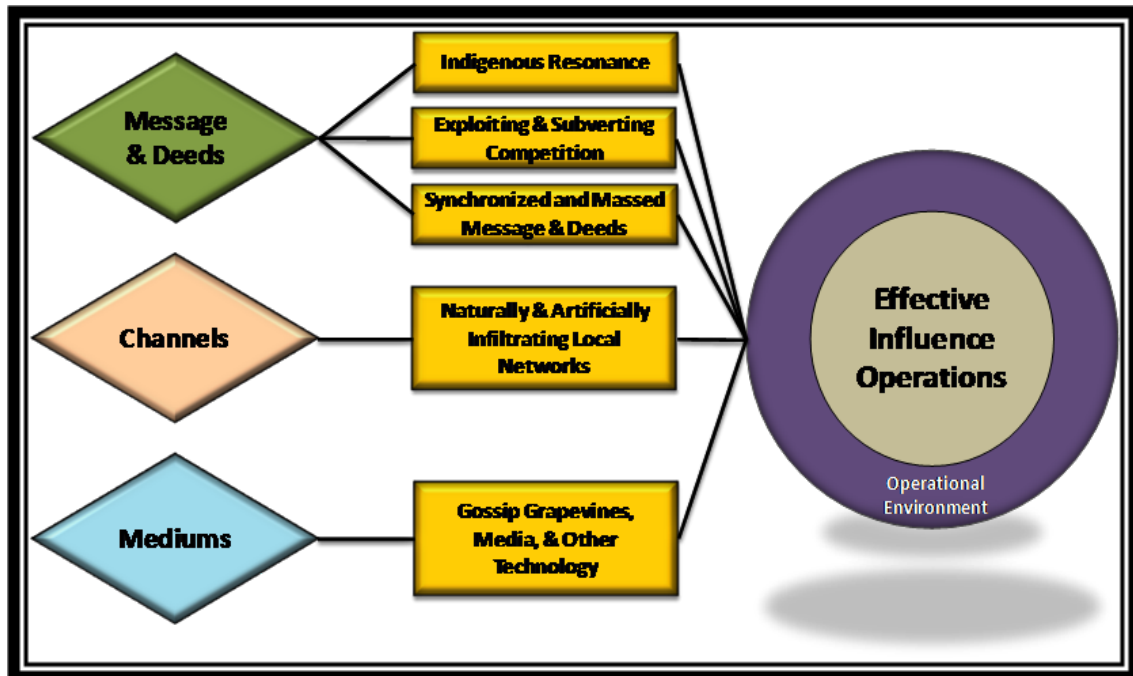 Message
& Deeds
Indigenous Resonance
Exploiting & Subverting
Competition
Synchronized and Massed
Message & Deeds
Channels
Naturally & Artificially
Infiltrating Local
Networks
Mediums
Gossip Grapevines,
Media, & Other
Technology
Effective
Influence
Operations
Operational
Environment